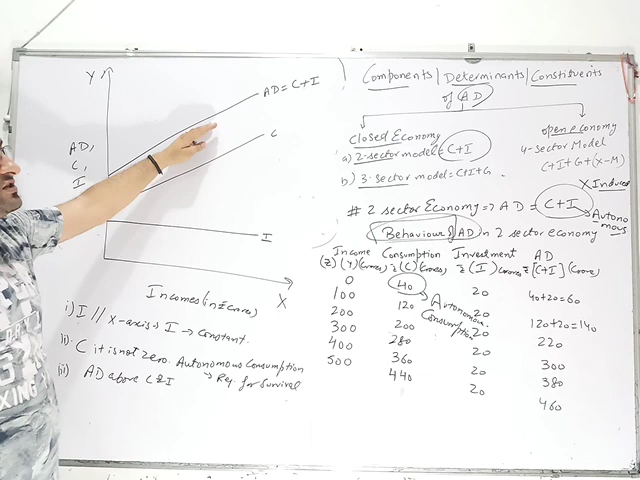 Y
AD = C+I
C
AD,
C,
I
I
Incomes (in ₹ Crores)
X
i) I // X-axis ⇒ I → Constant.
ii) C it is not zero. Autonomous Consumption
→ Req. for Survival
iii) AD above C & I
Components / Determinants / Constituents
of AD
Closed Economy
a) 2-sector model = C+I
b) 3-sector model = C+I+G
open economy
4-sector Model
C+I+G+(X-M)
X Induced
# 2 sector Economy ⇒ AD = C+I
→ Autonomous
Behaviour of AD in 2 sector economy
Income Consumption Investment AD
(₹) (Y) (Crores) ₹ (C) (Crores) ₹ (I) Crores ₹ [C+I] (Crore)
0 40 20 40+20=60
100 120 20 120+20=140
200 200 20 220
300 280 20 300
400 360 20 380
500 440 20 460
Autonomous
Consumption